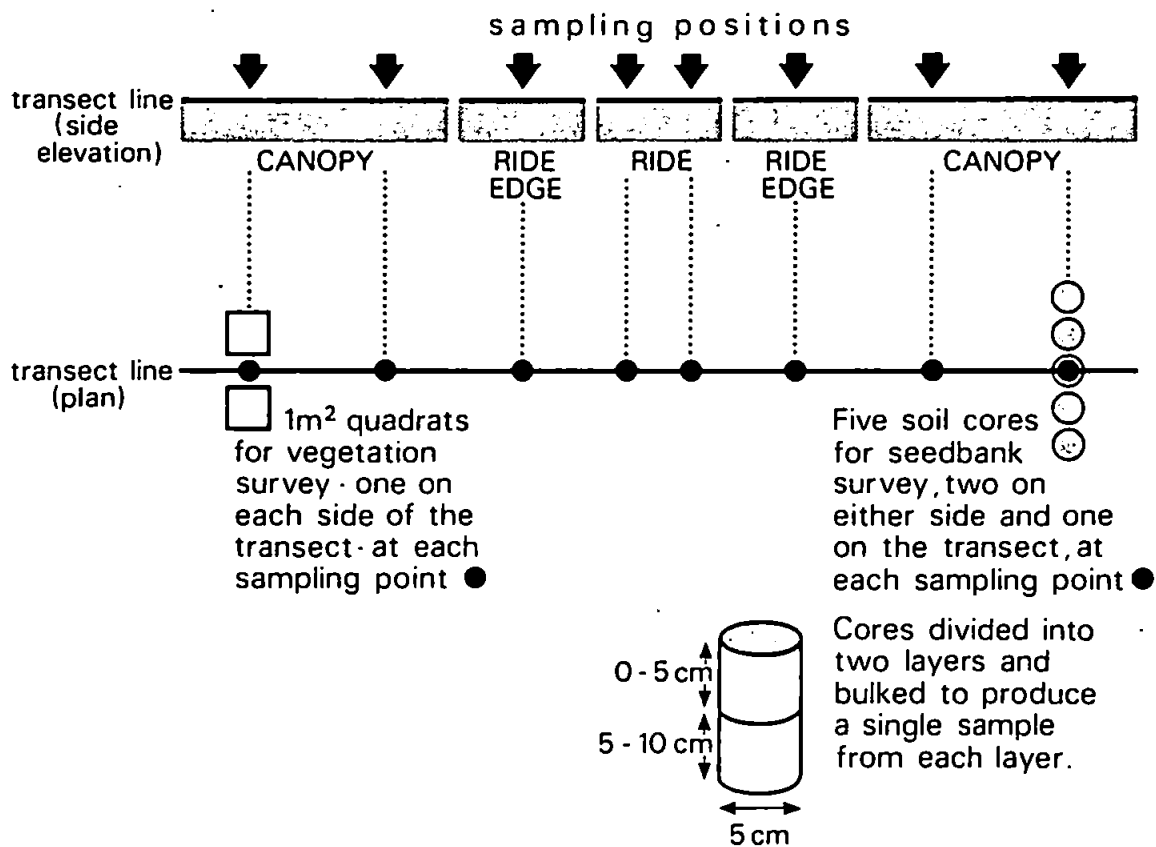 sampling positions
transect line
(side
elevation)
CANOPY
RIDE
EDGE
RIDE
RIDE
EDGE
CANOPY
transect line
(plan)
1m² quadrats
for vegetation
survey · one on
each side of the
transect · at each
sampling point ●
Five soil cores
for seedbank
survey, two on
either side and one
on the transect, at
each sampling point ●
0 - 5 cm
5 - 10 cm
5 cm
Cores divided into
two layers and
bulked to produce
a single sample
from each layer.